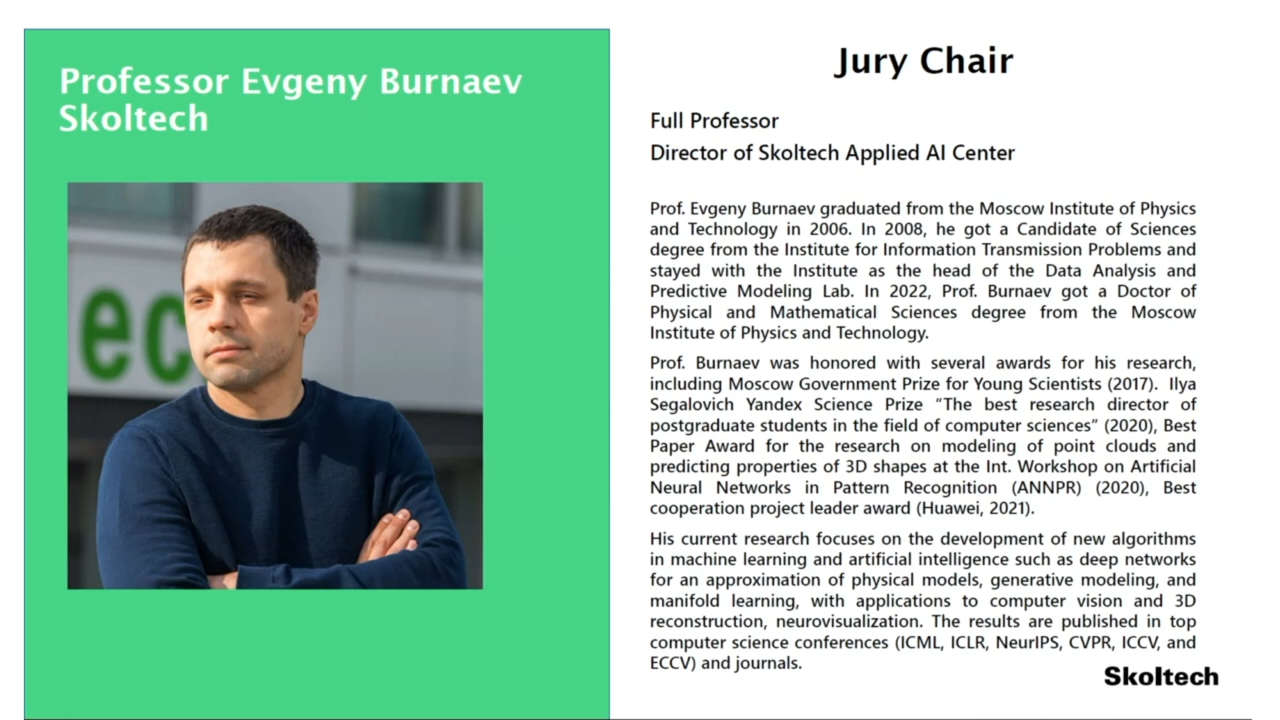 Professor Evgeny Burnaev
Skoltech
ec
Jury Chair
Full Professor
Director of Skoltech Applied AI Center
Prof. Evgeny Burnaev graduated from the Moscow Institute of Physics
and Technology in 2006. In 2008, he got a Candidate of Sciences
degree from the Institute for Information Transmission Problems and
stayed with the Institute as the head of the Data Analysis and
Predictive Modeling Lab. In 2022, Prof. Burnaev got a Doctor of
Physical and Mathematical Sciences degree from the Moscow
Institute of Physics and Technology.
Prof. Burnaev was honored with several awards for his research,
including Moscow Government Prize for Young Scientists (2017). Ilya
Segalovich Yandex Science Prize “The best research director of
postgraduate students in the field of computer sciences” (2020), Best
Paper Award for the research on modeling of point clouds and
predicting properties of 3D shapes at the Int. Workshop on Artificial
Neural Networks in Pattern Recognition (ANNPR) (2020), Best
cooperation project leader award (Huawei, 2021).
His current research focuses on the development of new algorithms
in machine learning and artificial intelligence such as deep networks
for an approximation of physical models, generative modeling, and
manifold learning, with applications to computer vision and 3D
reconstruction, neurovisualization. The results are published in top
computer science conferences (ICML, ICLR, NeurIPS, CVPR, ICCV, and
ECCV) and journals.
Skoltech